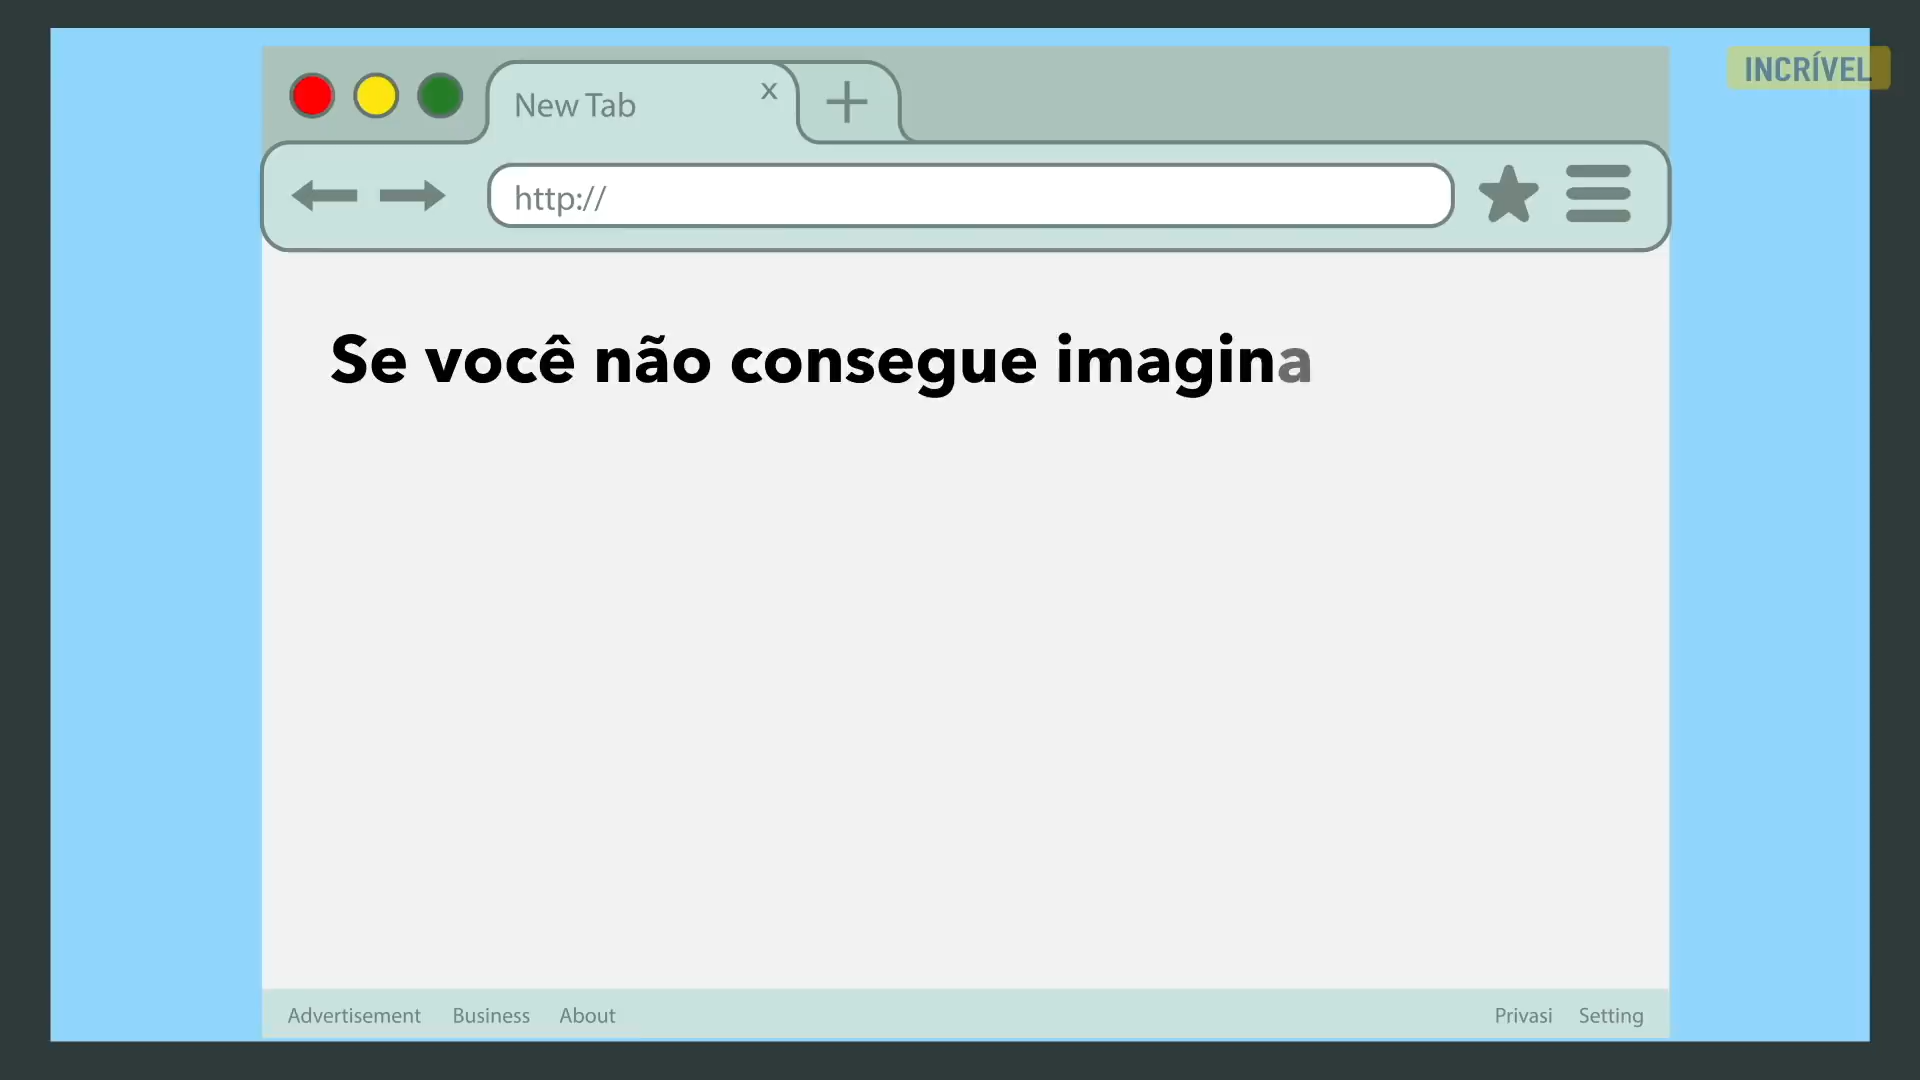 INCRÍVEL
New Tab x
http://
Se você não consegue imagina
Advertisement Business About Privasi Setting